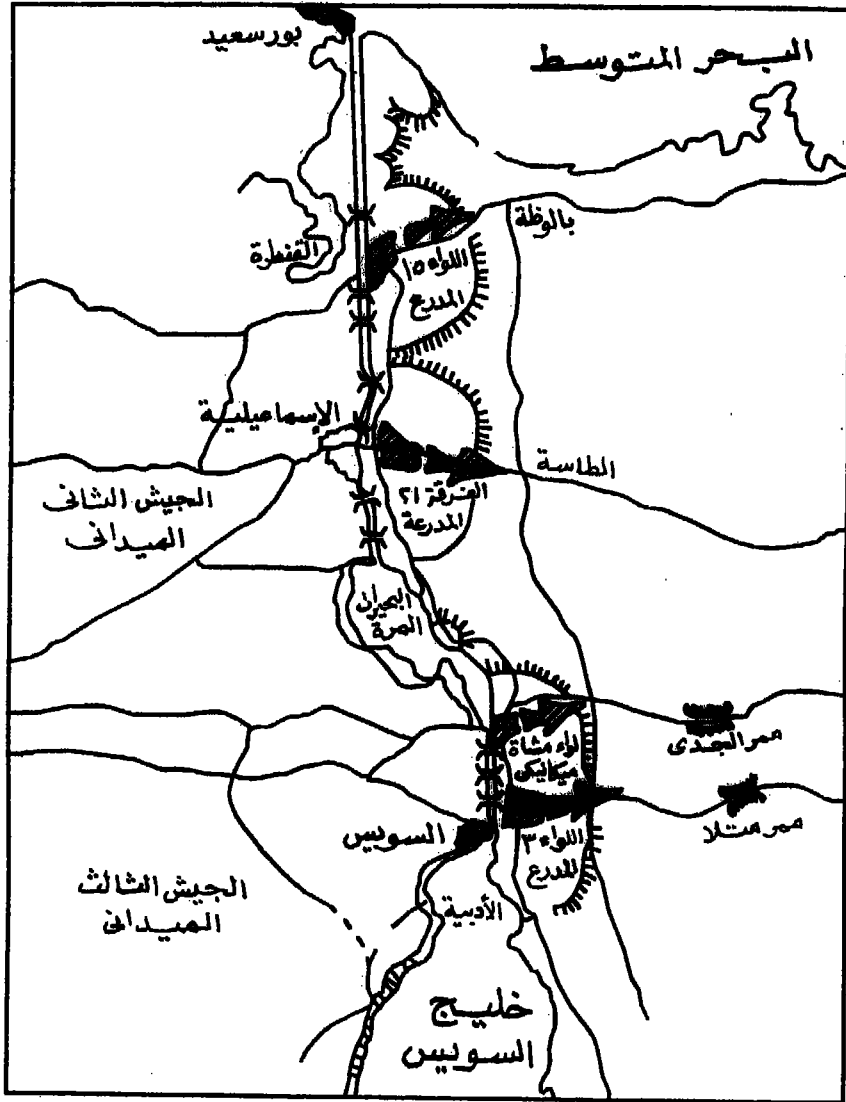 بورسعيد
البحر المتوسط
بالوظة
القنطرة
اللواء ١٥
المدرع
الإسماعيلية
الطاسة
الفرقة ٢١
المدرعة
الجيش الثانى
الميدانى
البحيرات
المرة
لواء مشاة
ميكانيكى
ممر الجدى
ممر متلا
السويس
اللواء ٣
المدرع
الجيش الثالث
الميدانى
الأدبية
خليج
السويس